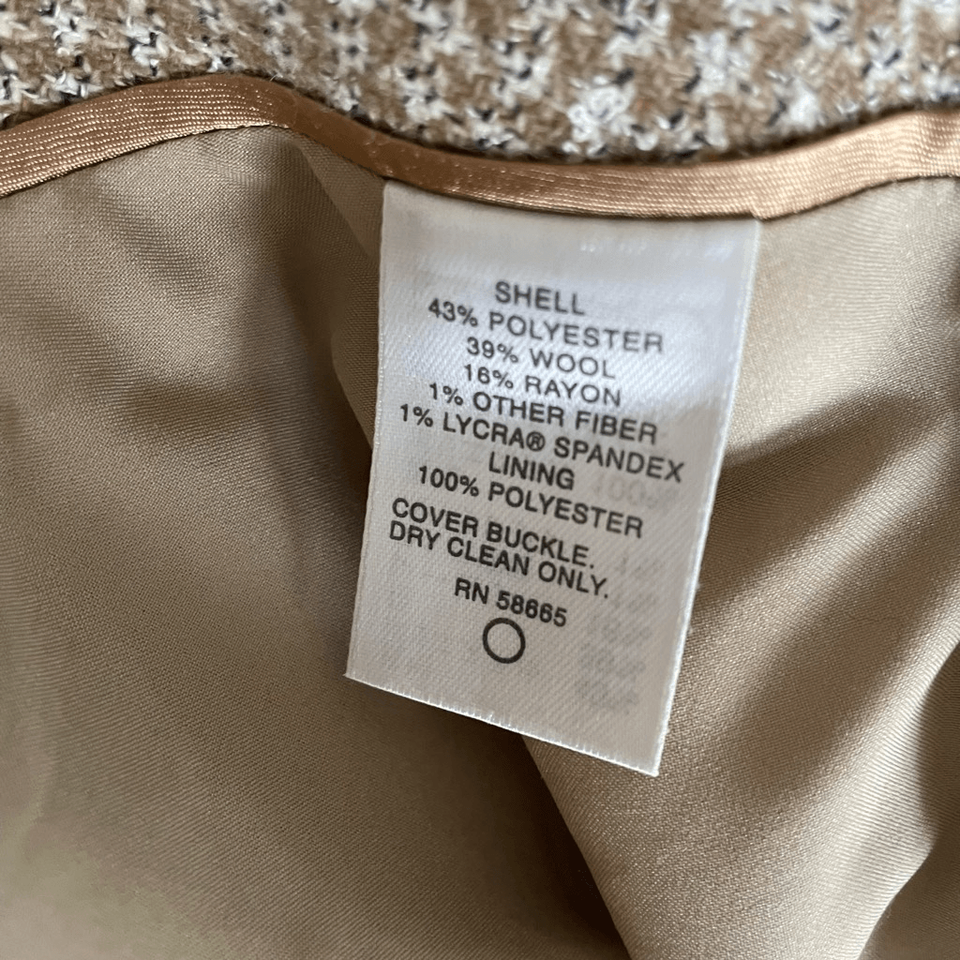 SHELL
43% POLYESTER
39% WOOL
16% RAYON
1% OTHER FIBER
1% LYCRA® SPANDEX
LINING
100% POLYESTER
COVER BUCKLE.
DRY CLEAN ONLY.
RN 58665